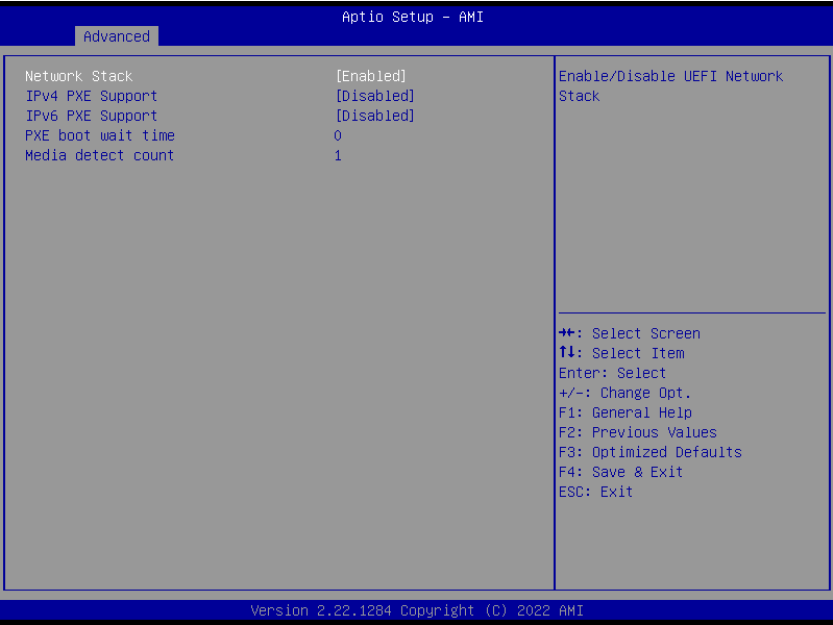 Aptio Setup – AMI
Advanced
Network Stack [Enabled]
IPv4 PXE Support [Disabled]
IPv6 PXE Support [Disabled]
PXE boot wait time 0
Media detect count 1
Enable/Disable UEFI Network
Stack
→←: Select Screen
↑↓: Select Item
Enter: Select
+/-: Change Opt.
F1: General Help
F2: Previous Values
F3: Optimized Defaults
F4: Save & Exit
ESC: Exit
Version 2.22.1284 Copyright (C) 2022 AMI